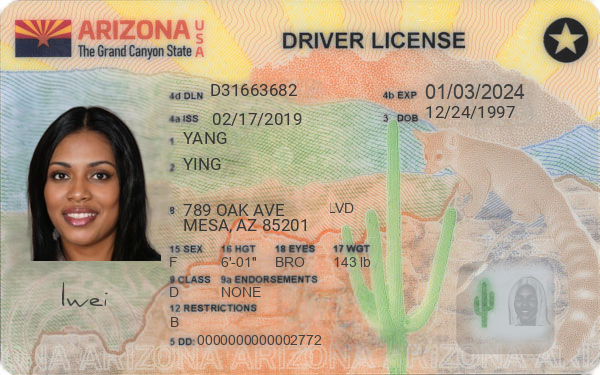 ARIZONA USA
The Grand Canyon State
DRIVER LICENSE
4d DLN D31663682
4b EXP 01/03/2024
4a ISS 02/17/2019
3 DOB 12/24/1997
1 YANG
2 YING
8 789 OAK AVE LVD
MESA, AZ 85201
15 SEX 16 HGT 18 EYES 17 WGT
F 6'-01" BRO 143 lb
9 CLASS 9a ENDORSEMENTS
D NONE
12 RESTRICTIONS
B
5 DD: 0000000000002772
Iwei
ONA ARIZONA ARIZONA ARIZONA ARIZONA AXIZ